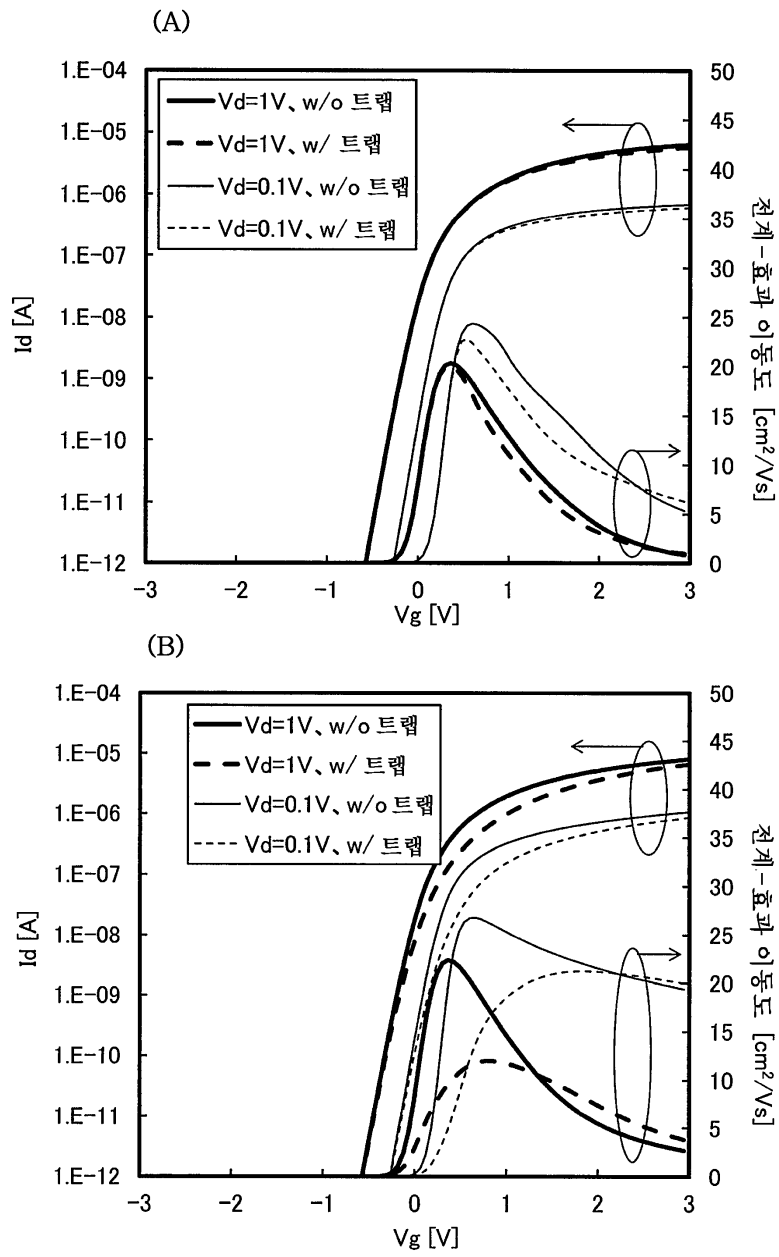 (A)
1.E-04
1.E-05
1.E-06
1.E-07
1.E-08
1.E-09
1.E-10
1.E-11
1.E-12
Id [A]
Vd=1V、w/o 트랩
Vd=1V、w/ 트랩
Vd=0.1V、w/o 트랩
Vd=0.1V、w/ 트랩
50
45
40
35
30
25
20
15
10
5
0
전계-효과 이동도 [cm²/Vs]
-3
-2
-1
0
1
2
3
Vg [V]
(B)
1.E-04
1.E-05
1.E-06
1.E-07
1.E-08
1.E-09
1.E-10
1.E-11
1.E-12
Id [A]
Vd=1V、w/o 트랩
Vd=1V、w/ 트랩
Vd=0.1V、w/o 트랩
Vd=0.1V、w/ 트랩
50
45
40
35
30
25
20
15
10
5
0
전계-효과 이동도 [cm²/Vs]
-3
-2
-1
0
1
2
3
Vg [V]